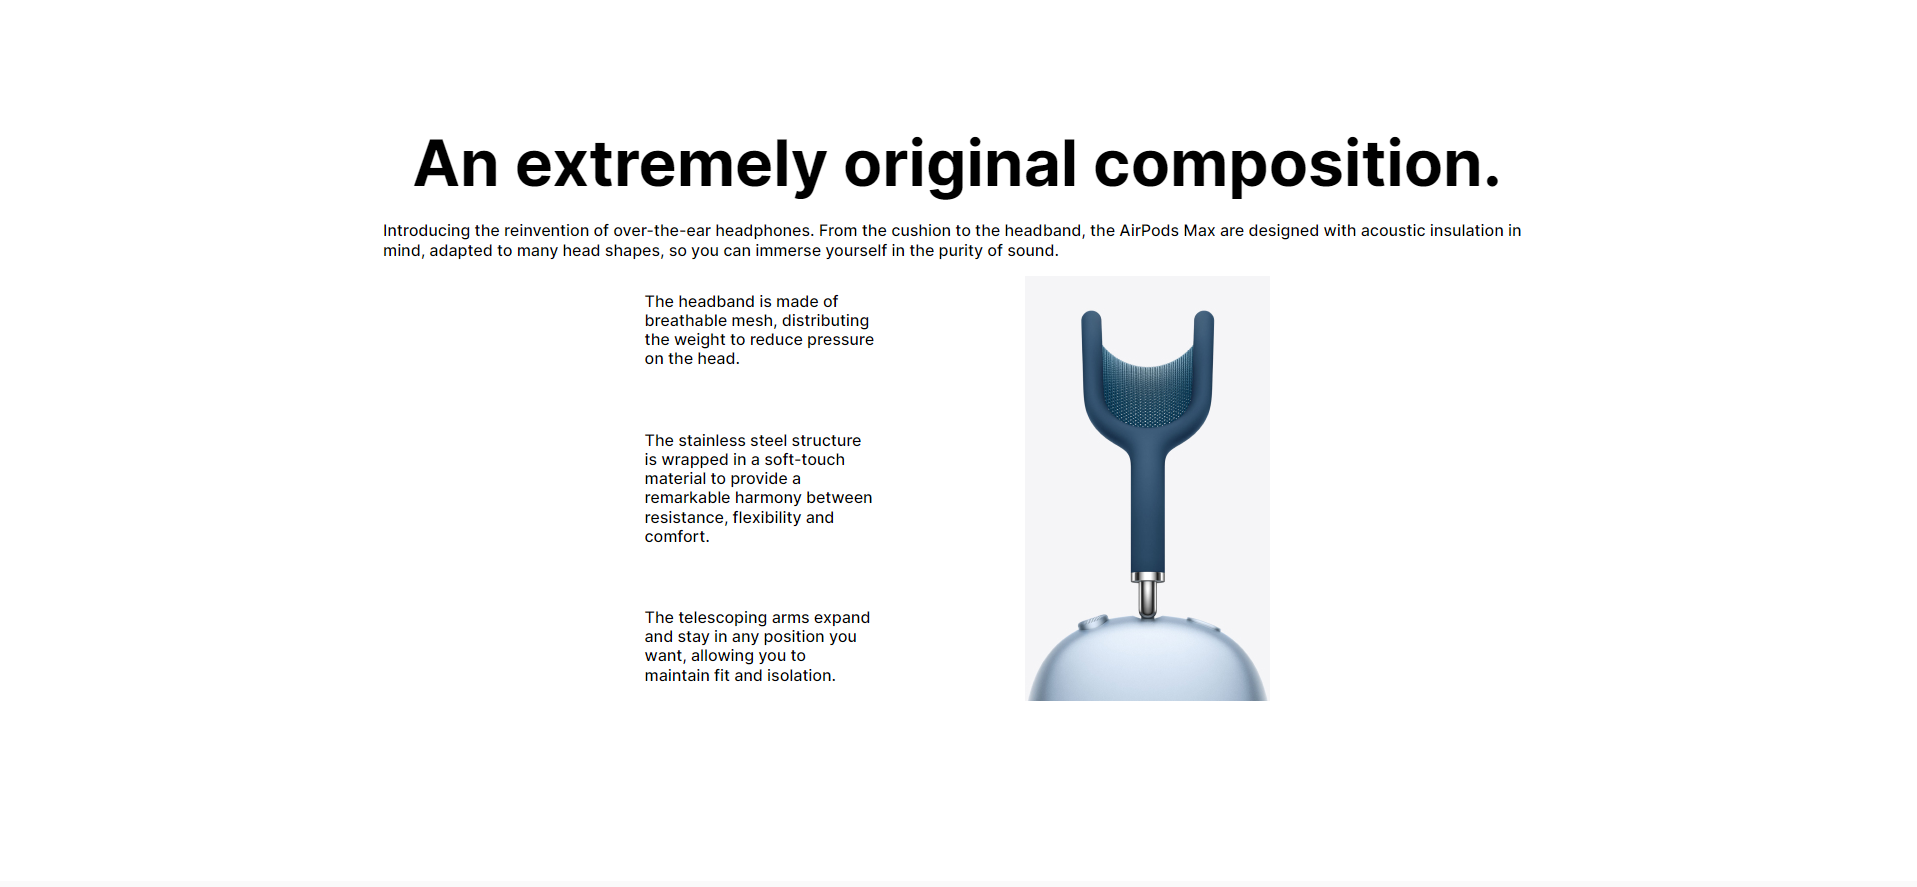 An extremely original composition.
Introducing the reinvention of over-the-ear headphones. From the cushion to the headband, the AirPods Max are designed with acoustic insulation in
mind, adapted to many head shapes, so you can immerse yourself in the purity of sound.
The headband is made of
breathable mesh, distributing
the weight to reduce pressure
on the head.
The stainless steel structure
is wrapped in a soft-touch
material to provide a
remarkable harmony between
resistance, flexibility and
comfort.
The telescoping arms expand
and stay in any position you
want, allowing you to
maintain fit and isolation.